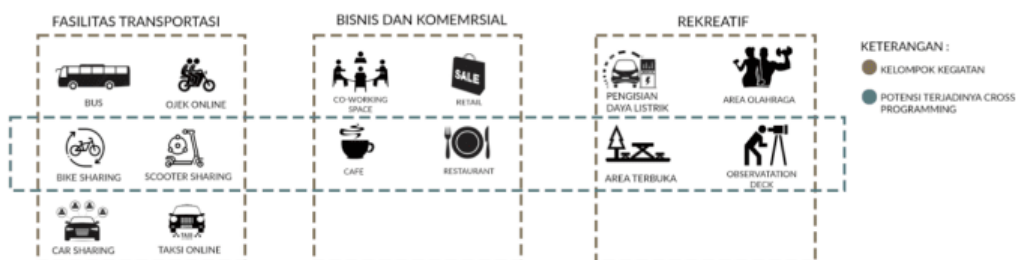 FASILITAS TRANSPORTASI
BISNIS DAN KOMEMRSIAL
REKREATIF
KETERANGAN :
KELOMPOK KEGIATAN
POTENSI TERJADINYA CROSS
PROGRAMMING
BUS
OJEK ONLINE
CO-WORKING
SPACE
SALE
RETAIL
PENGISIAN
DAYA LISTRIK
AREA OLAHRAGA
BIKE SHARING
SCOOTER SHARING
CAFE
RESTAURANT
AREA TERBUKA
OBSERVATATION
DECK
CAR SHARING
TAXI
TAKSI ONLINE